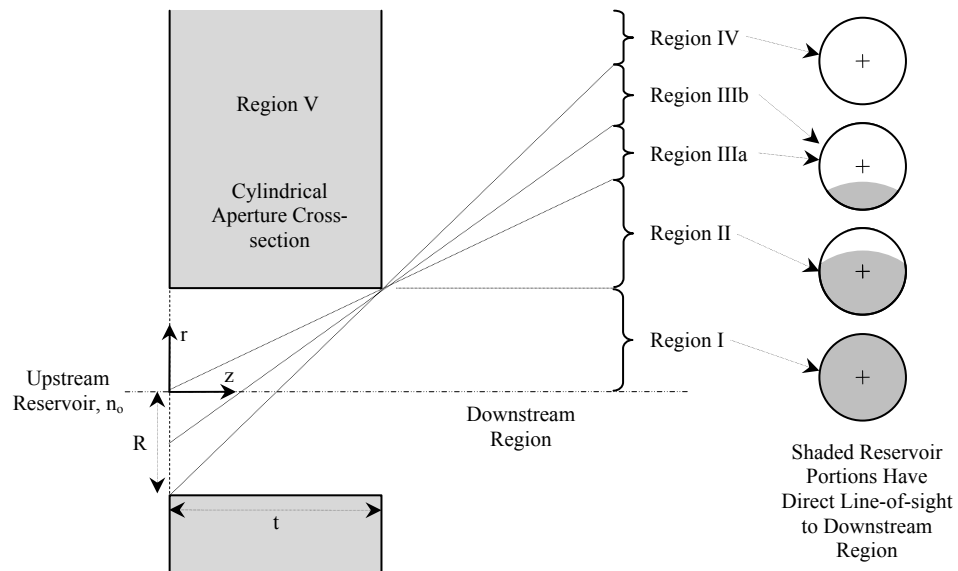 Region V
Cylindrical
Aperture Cross-
section
r
z
Upstream
Reservoir, no
R
t
Downstream
Region
Region IV
Region IIIb
Region IIIa
Region II
Region I
Shaded Reservoir
Portions Have
Direct Line-of-sight
to Downstream
Region